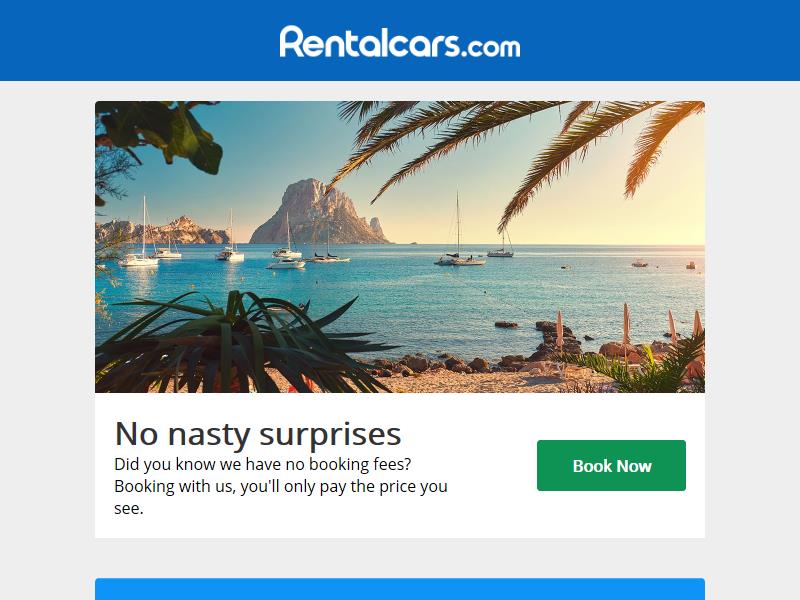 Rentalcars.com
No nasty surprises
Did you know we have no booking fees?
Booking with us, you'll only pay the price you
see.
Book Now